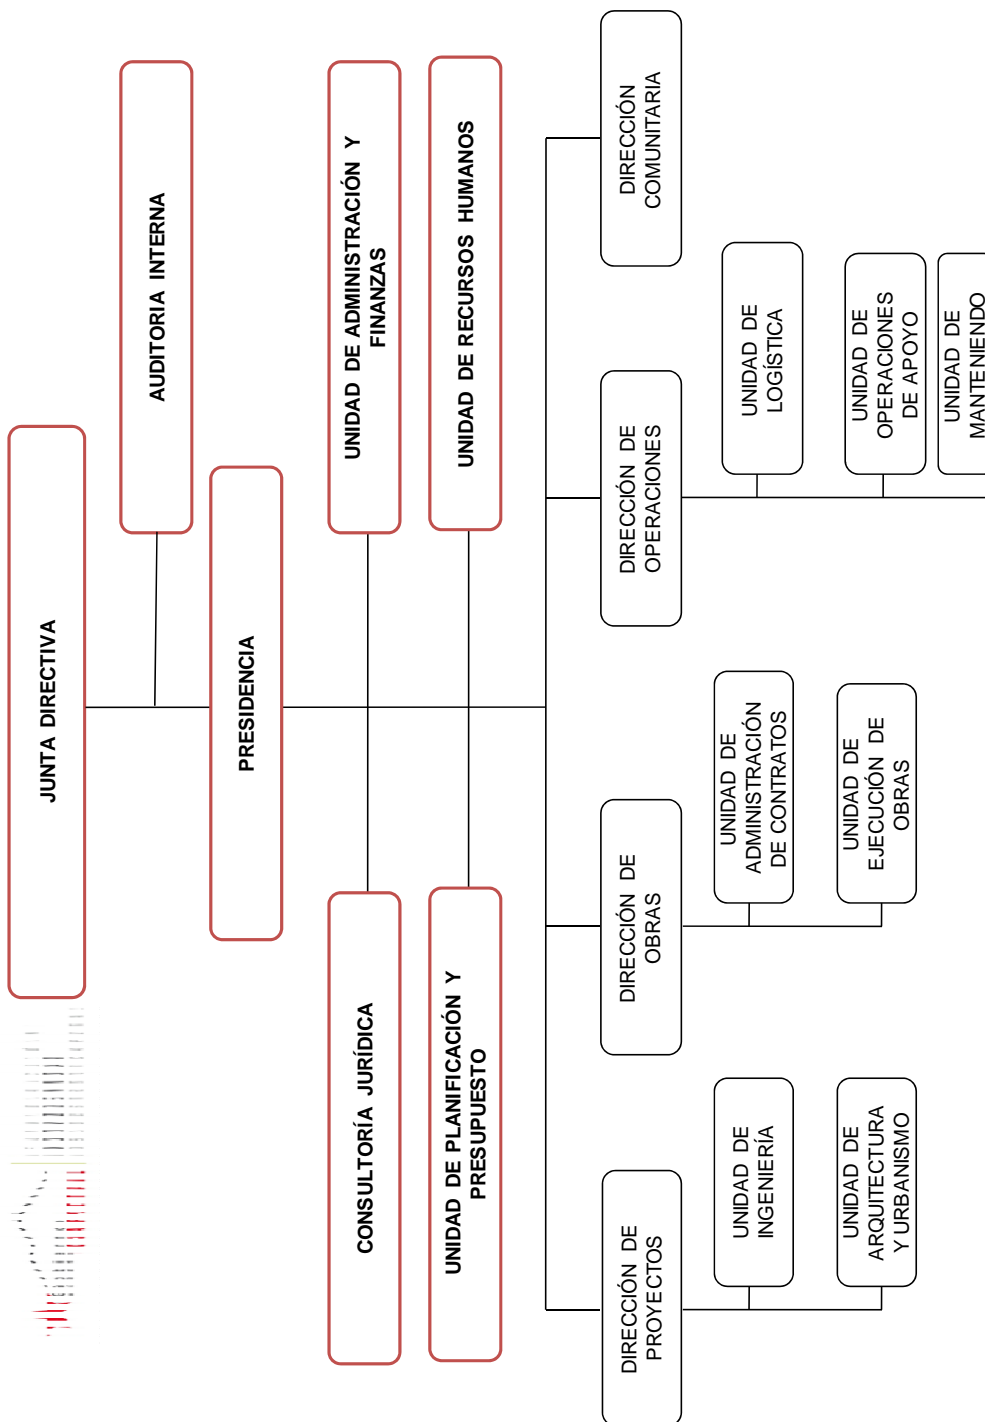 JUNTA DIRECTIVA
AUDITORIA INTERNA
PRESIDENCIA
CONSULTORÍA JURÍDICA
UNIDAD DE ADMINISTRACIÓN Y
FINANZAS
UNIDAD DE PLANIFICACIÓN Y
PRESUPUESTO
UNIDAD DE RECURSOS HUMANOS
DIRECCIÓN DE
PROYECTOS
DIRECCIÓN DE
OBRAS
DIRECCIÓN DE
OPERACIONES
DIRECCIÓN
COMUNITARIA
UNIDAD DE
INGENIERÍA
UNIDAD DE
ADMINISTRACIÓN
DE CONTRATOS
UNIDAD DE
LOGÍSTICA
UNIDAD DE
ARQUITECTURA
Y URBANISMO
UNIDAD DE
EJECUCIÓN DE
OBRAS
UNIDAD DE
OPERACIONES
DE APOYO
UNIDAD DE
MANTENIENDO